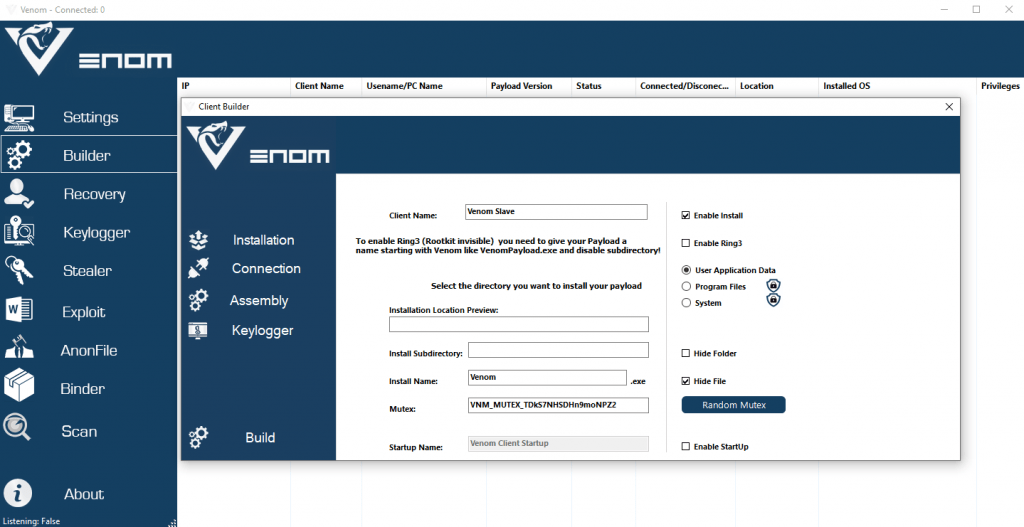 Venom - Connected: 0
VENOM
IP Client Name Usename/PC Name Payload Version Status Connected/Disconec... Location Installed OS Privileges
Settings
Builder
Recovery
Keylogger
Stealer
Exploit
AnonFile
Binder
Scan
About
Listening: False
Client Builder
VENOM
Installation
Connection
Assembly
Keylogger
Build
Client Name: Venom Slave
To enable Ring3 (Rootkit invisible) you need to give your Payload a
name starting with Venom like VenomPayload.exe and disable subdirectory!
Select the directory you want to install your payload
Installation Location Preview:
Install Subdirectory:
Install Name: Venom .exe
Mutex: VNM_MUTEX_TDkS7NHSDHn9moNPZ2
Startup Name: Venom Client Startup
Enable Install
Enable Ring3
User Application Data
Program Files
System
Hide Folder
Hide File
Random Mutex
Enable StartUp